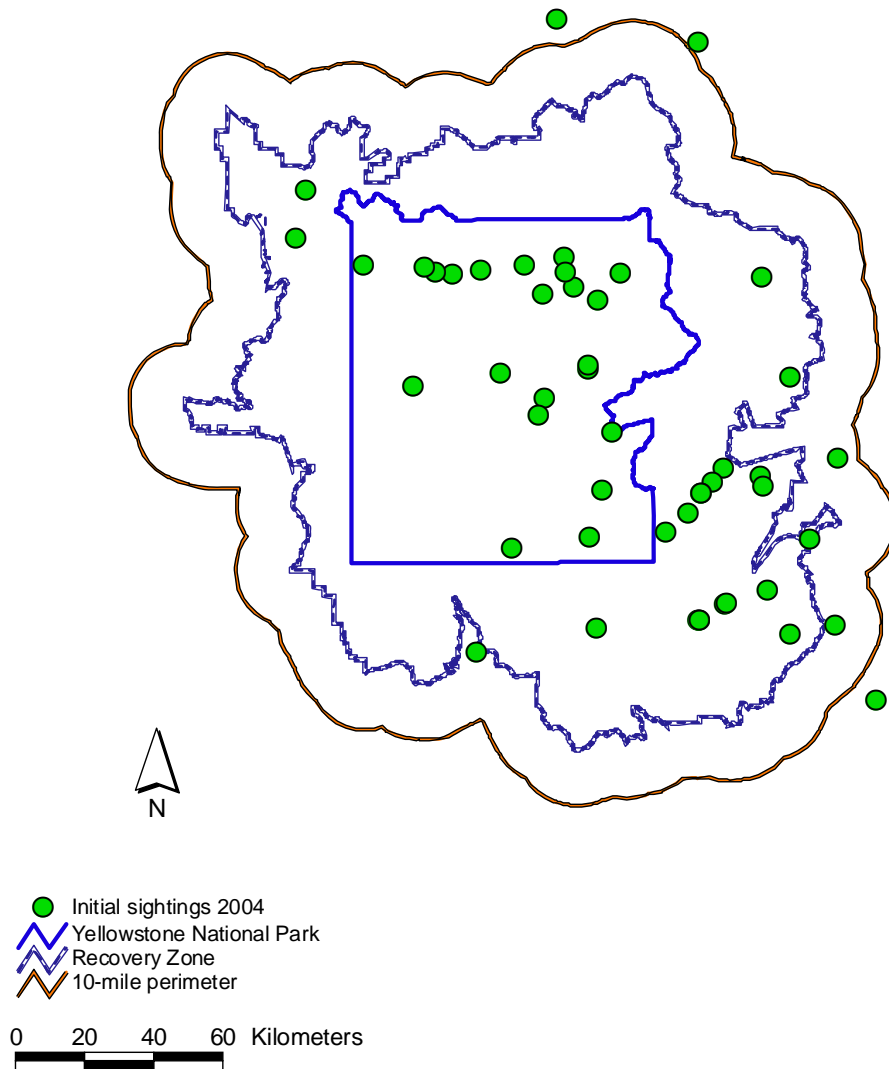 N
Initial sightings 2004
Yellowstone National Park
Recovery Zone
10-mile perimeter
0 20 40 60 Kilometers